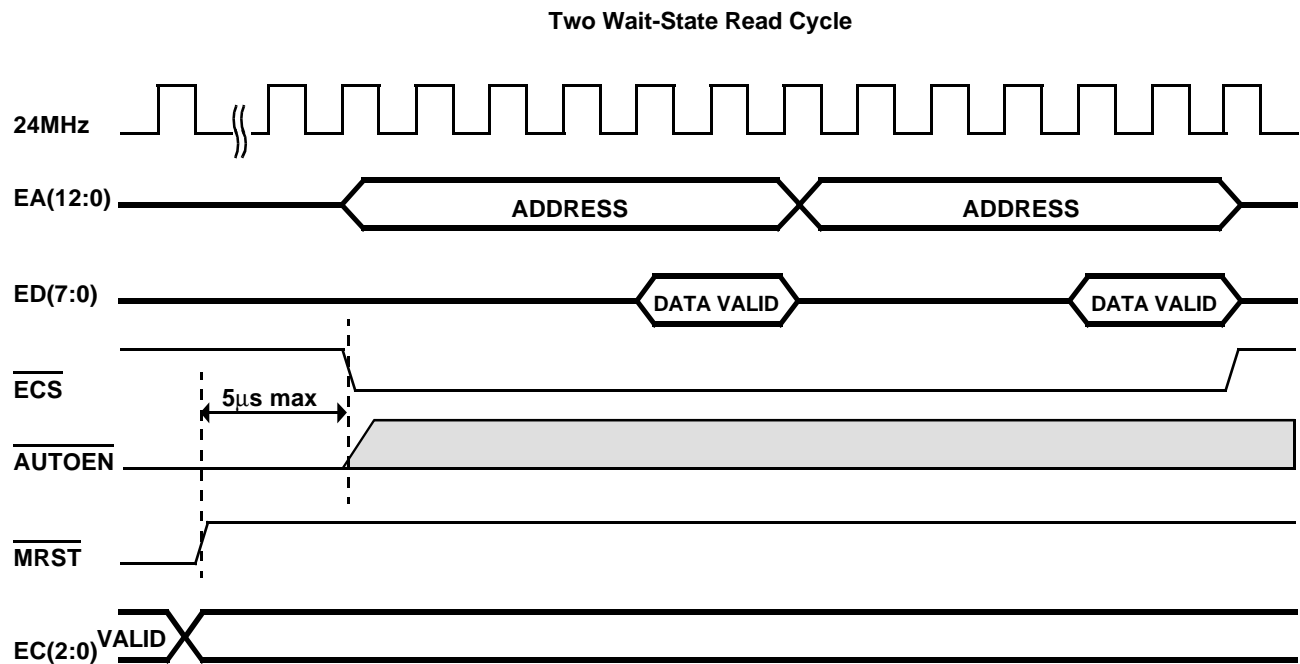 Two Wait-State Read Cycle
24MHz
EA(12:0)
ADDRESS ADDRESS
ED(7:0)
DATA VALID DATA VALID
ECS
5μs max
AUTOEN
MRST
VALID
EC(2:0)